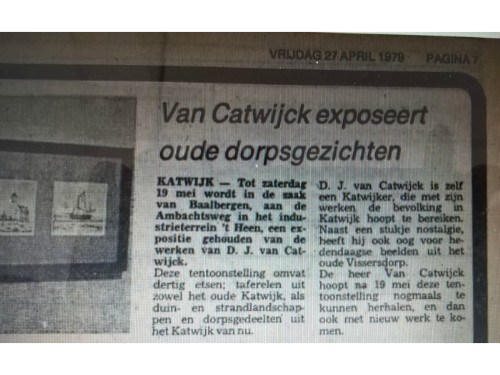 VRIJDAG 27 APRIL 1979 PAGINA 7
Van Catwijck exposeert
oude dorpsgezichten
KATWIJK — Tot zaterdag
19 mei wordt in de zaak
van Baalbergen, aan de
Ambachtsweg in het indu-
strieterrein 't Heen, een ex-
positie gehouden van de
werken van D. J. van Cat-
wijck.
Deze tentoonstelling omvat
dertig etsen; taferelen uit
zowel het oude Katwijk, als
duin- en strandlandschap-
pen en dorpsgedeelten uit
het Katwijk van nu.
D. J. van Catwijck is zelf
een Katwijker, die met zijn
werken de bevolking in
Katwijk hoopt te bereiken.
Naast een stukje nostalgie,
heeft hij ook oog voor he-
dendaagse beelden uit het
oude Vissersdorp.
De heer Van Catwijck
hoopt na 19 mei deze ten-
toonstelling nogmaals te
kunnen herhalen, en dan
ook met nieuw werk te ko-
men.